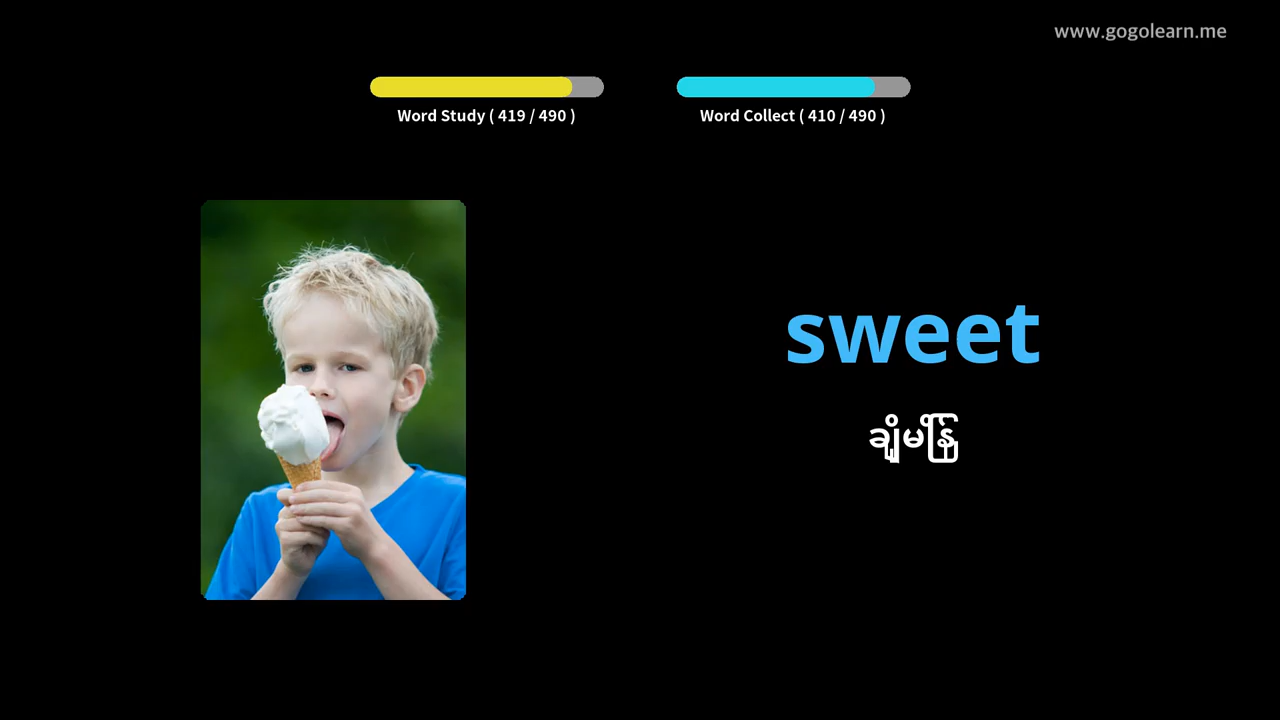 www.gogolearn.me
Word Study ( 419 / 490 )
Word Collect ( 410 / 490 )
sweet
ချိုမြိန်